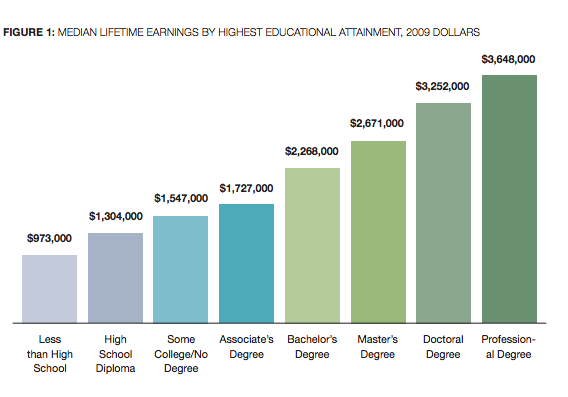 FIGURE 1: MEDIAN LIFETIME EARNINGS BY HIGHEST EDUCATIONAL ATTAINMENT, 2009 DOLLARS
$3,648,000
$3,252,000
$2,671,000
$2,268,000
$1,727,000
$1,547,000
$1,304,000
$973,000
Less
than High
School
High
School
Diploma
Some
College/No
Degree
Associate's
Degree
Bachelor's
Degree
Master's
Degree
Doctoral
Degree
Profession-
al Degree